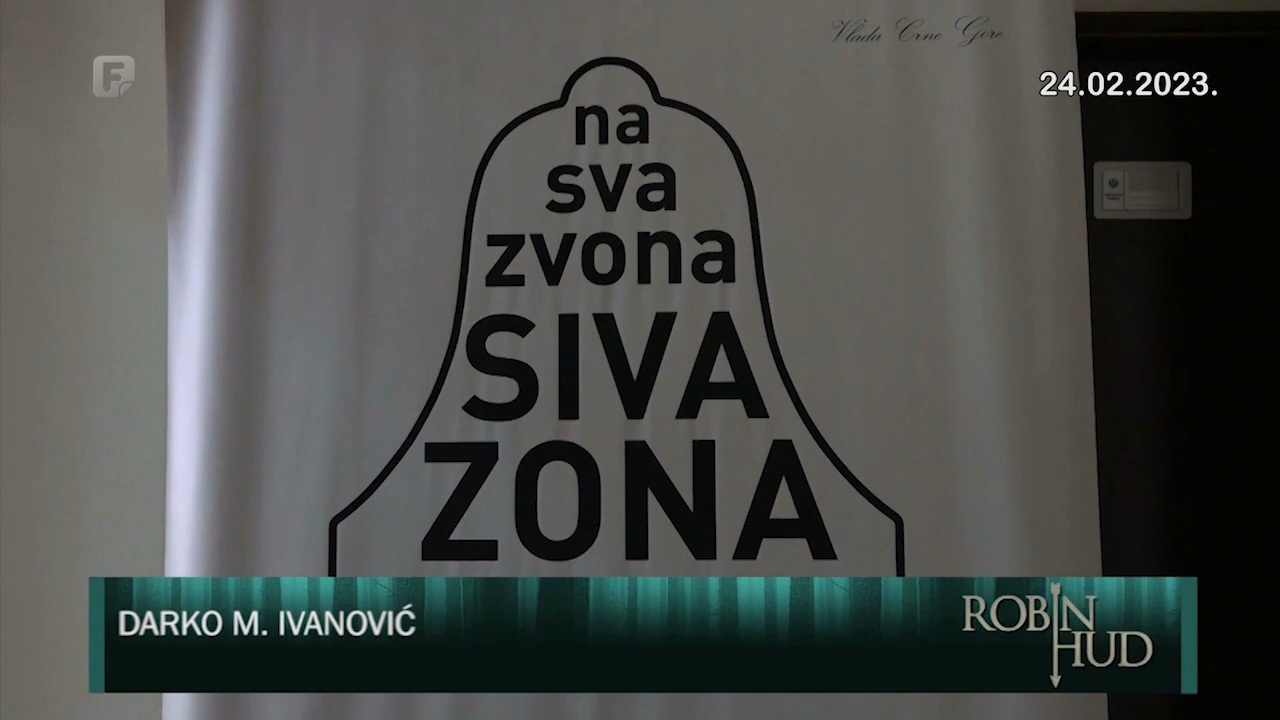 Vlada Crne Gore
F
24.02.2023.
na
sva
zvona
SIVA
ZONA
DARKO M. IVANOVIĆ
ROBIN
HUD